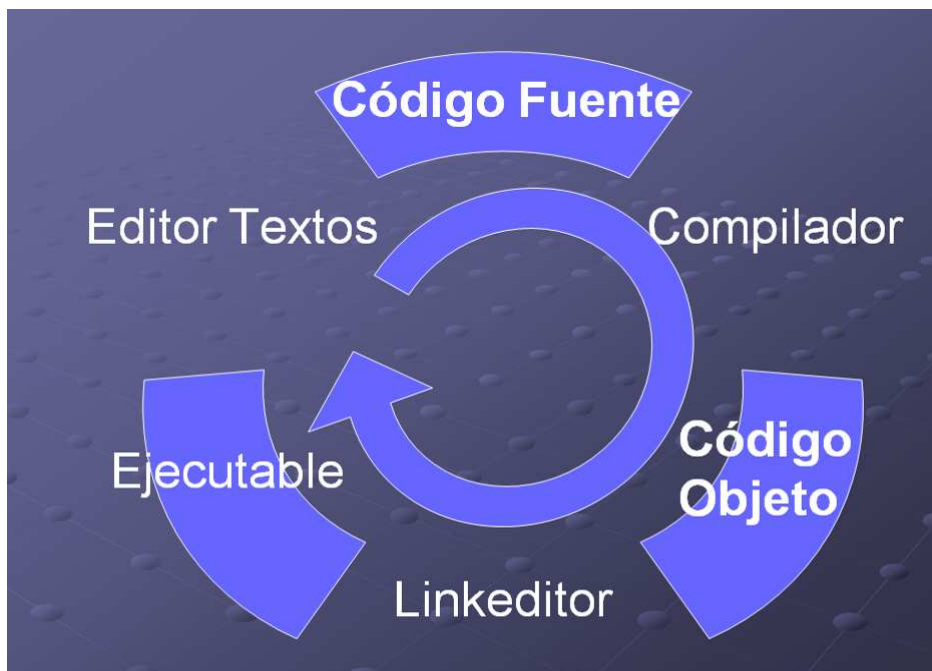 Código Fuente
Editor Textos
Compilador
Ejecutable
Código
Objeto
Linkeditor